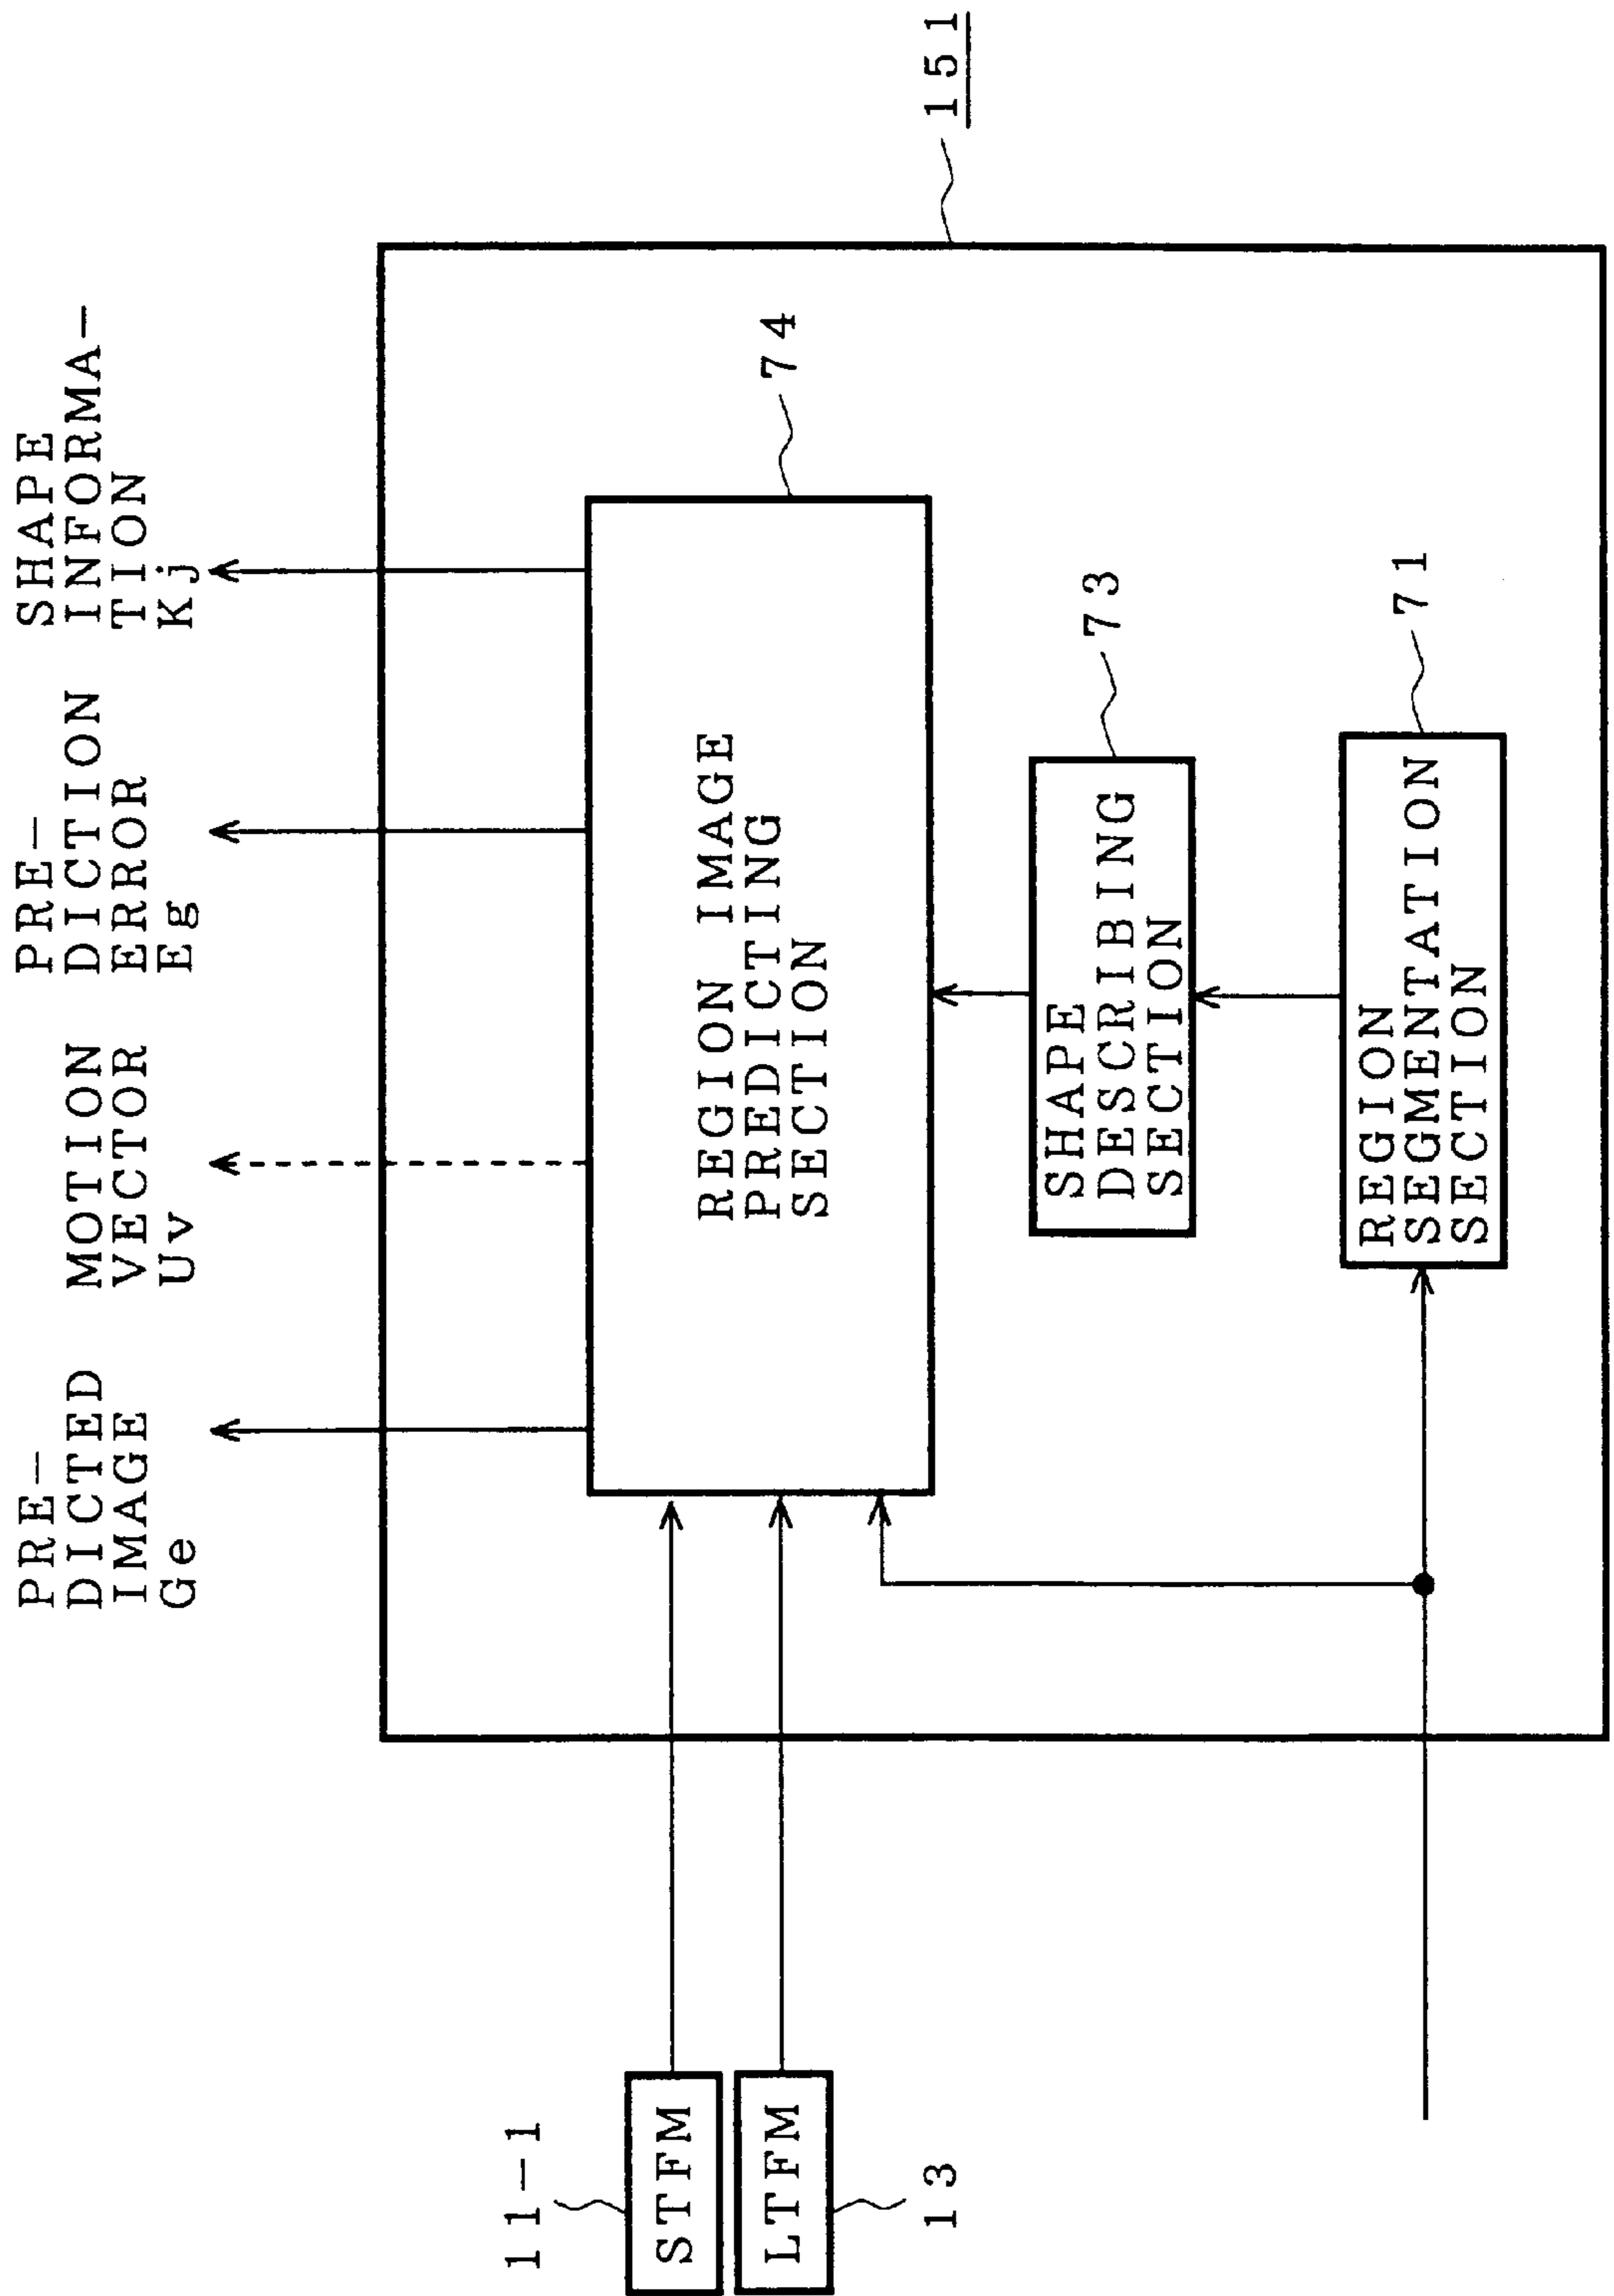 PRE-
DICTED
IMAGE
Ge
MOTION
VECTOR
Uv
PRE-
DICTION
ERROR
Eg
SHAPE
INFORMA-
TION
Kj
151
11-1
STFM
LTFM
13
REGION IMAGE
PREDICTING
SECTION
74
SHAPE
DESCRIBING
SECTION
73
REGION
SEGMENTATION
SECTION
71